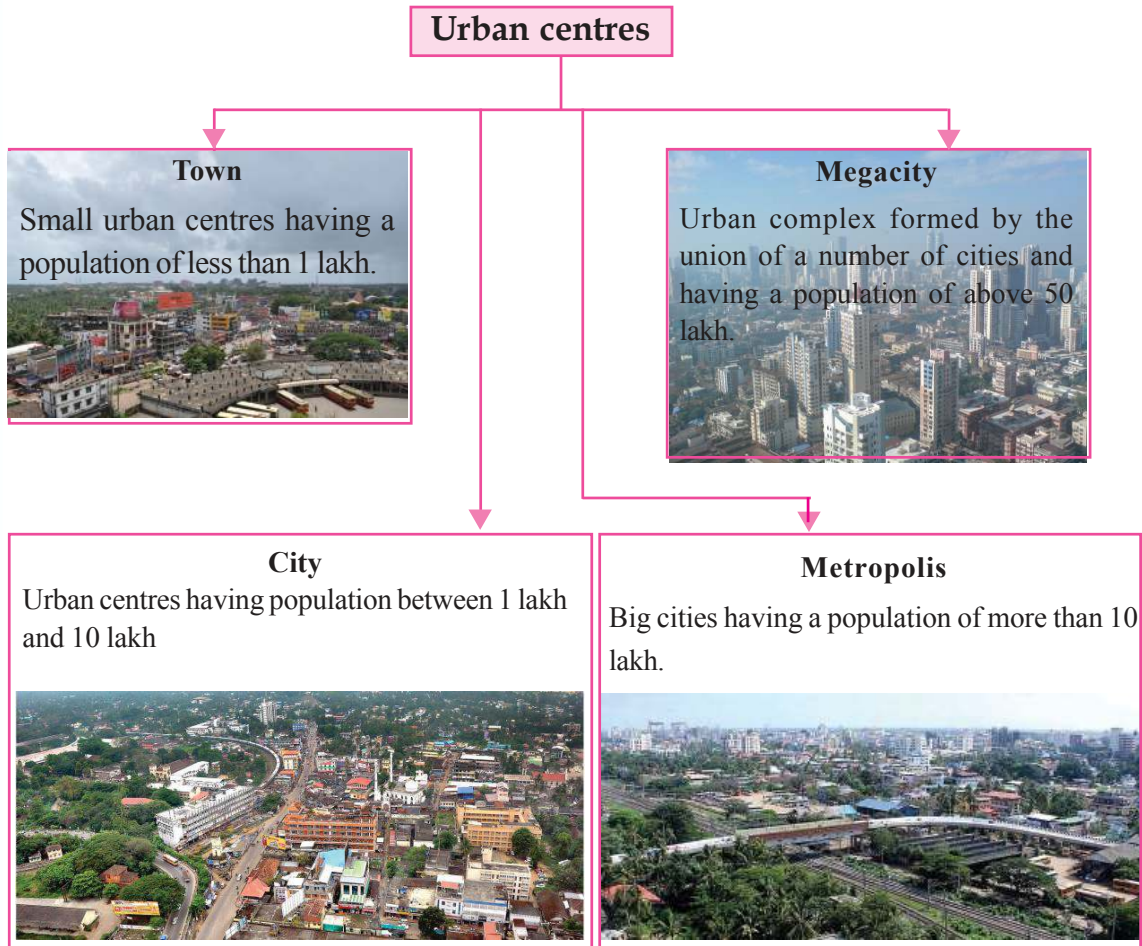 Urban centres
Town
Small urban centres having a
population of less than 1 lakh.
Megacity
Urban complex formed by the
union of a number of cities and
having a population of above 50
lakh.
City
Urban centres having population between 1 lakh
and 10 lakh
Metropolis
Big cities having a population of more than 10
lakh.